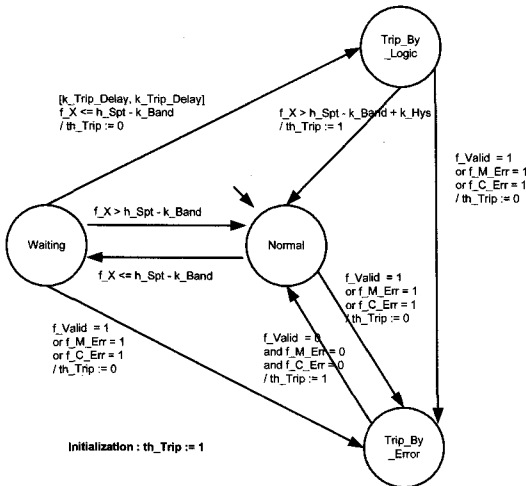 Trip_By
_Logic
[k_Trip_Delay, k_Trip_Delay]
f_X <= h_Spt - k_Band
/ th_Trip := 0
f_X > h_Spt - k_Band + k_Hys
/ th_Trip := 1
f_Valid = 1
or f_M_Err = 1
or f_C_Err = 1
/ th_Trip := 0
f_X > h_Spt - k_Band
Waiting
Normal
f_X <= h_Spt - k_Band
f_Valid = 1
or f_M_Err = 1
or f_C_Err = 1
/ th_Trip := 0
f_Valid = 1
or f_M_Err = 1
or f_C_Err = 1
/ th_Trip := 0
f_Valid = 0
and f_M_Err = 0
and f_C_Err = 0
/ th_Trip := 1
Trip_By
_Error
Initialization : th_Trip := 1